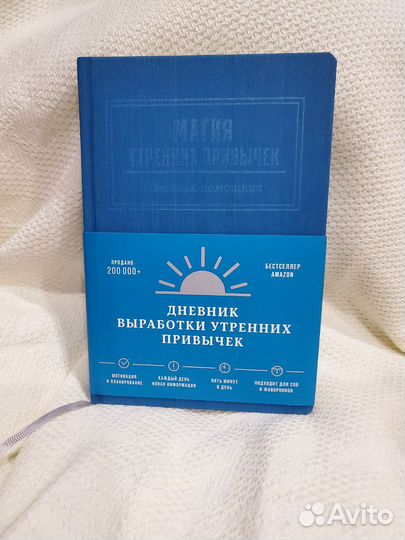 МАГИЯ
УТРЕННИХ ПРИВЫЧЕК
Дневник-помощник
ПРОДАНО
200 000+
БЕСТСЕЛЛЕР
AMAZON
ДНЕВНИК
ВЫРАБОТКИ УТРЕННИХ
ПРИВЫЧЕК
МОТИВАЦИЯ
И ПЛАНИРОВАНИЕ
КАЖДЫЙ ДЕНЬ
НОВАЯ ИНФОРМАЦИЯ
ПЯТЬ МИНУТ
В ДЕНЬ
ПОДХОДИТ ДЛЯ СОВ
И ЖАВОРОНКОВ
Avito